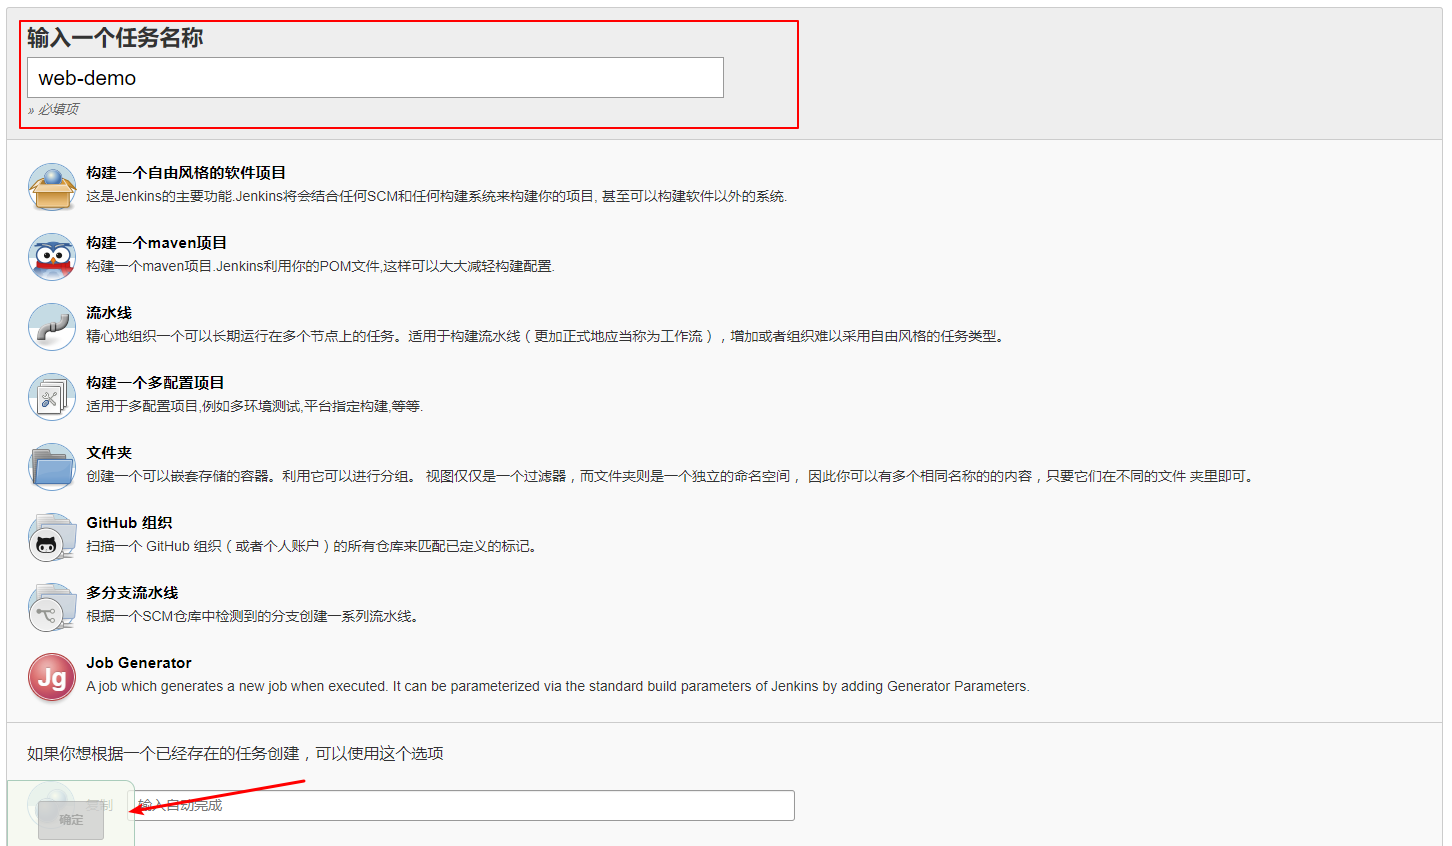 输入一个任务名称
web-demo
» 必填项
构建一个自由风格的软件项目
这是Jenkins的主要功能.Jenkins将会结合任何SCM和任何构建系统来构建你的项目, 甚至可以构建软件以外的系统.
构建一个maven项目
构建一个maven项目.Jenkins利用你的POM文件,这样可以大大减轻构建配置.
流水线
精心地组织一个可以长期运行在多个节点上的任务。适用于构建流水线（更加正式地应当称为工作流），增加或者组织难以采用自由风格的任务类型。
构建一个多配置项目
适用于多配置项目,例如多环境测试,平台指定构建,等等.
文件夹
创建一个可以嵌套存储的容器。利用它可以进行分组。 视图仅仅是一个过滤器，而文件夹则是一个独立的命名空间， 因此你可以有多个相同名称的的内容，只要它们在不同的文件 夹里即可。
GitHub 组织
扫描一个 GitHub 组织（或者个人账户）的所有仓库来匹配已定义的标记。
多分支流水线
根据一个SCM仓库中检测到的分支创建一系列流水线。
Jg
Job Generator
A job which generates a new job when executed. It can be parameterized via the standard build parameters of Jenkins by adding Generator Parameters.
如果你想根据一个已经存在的任务创建，可以使用这个选项
复制
输入自动完成
确定